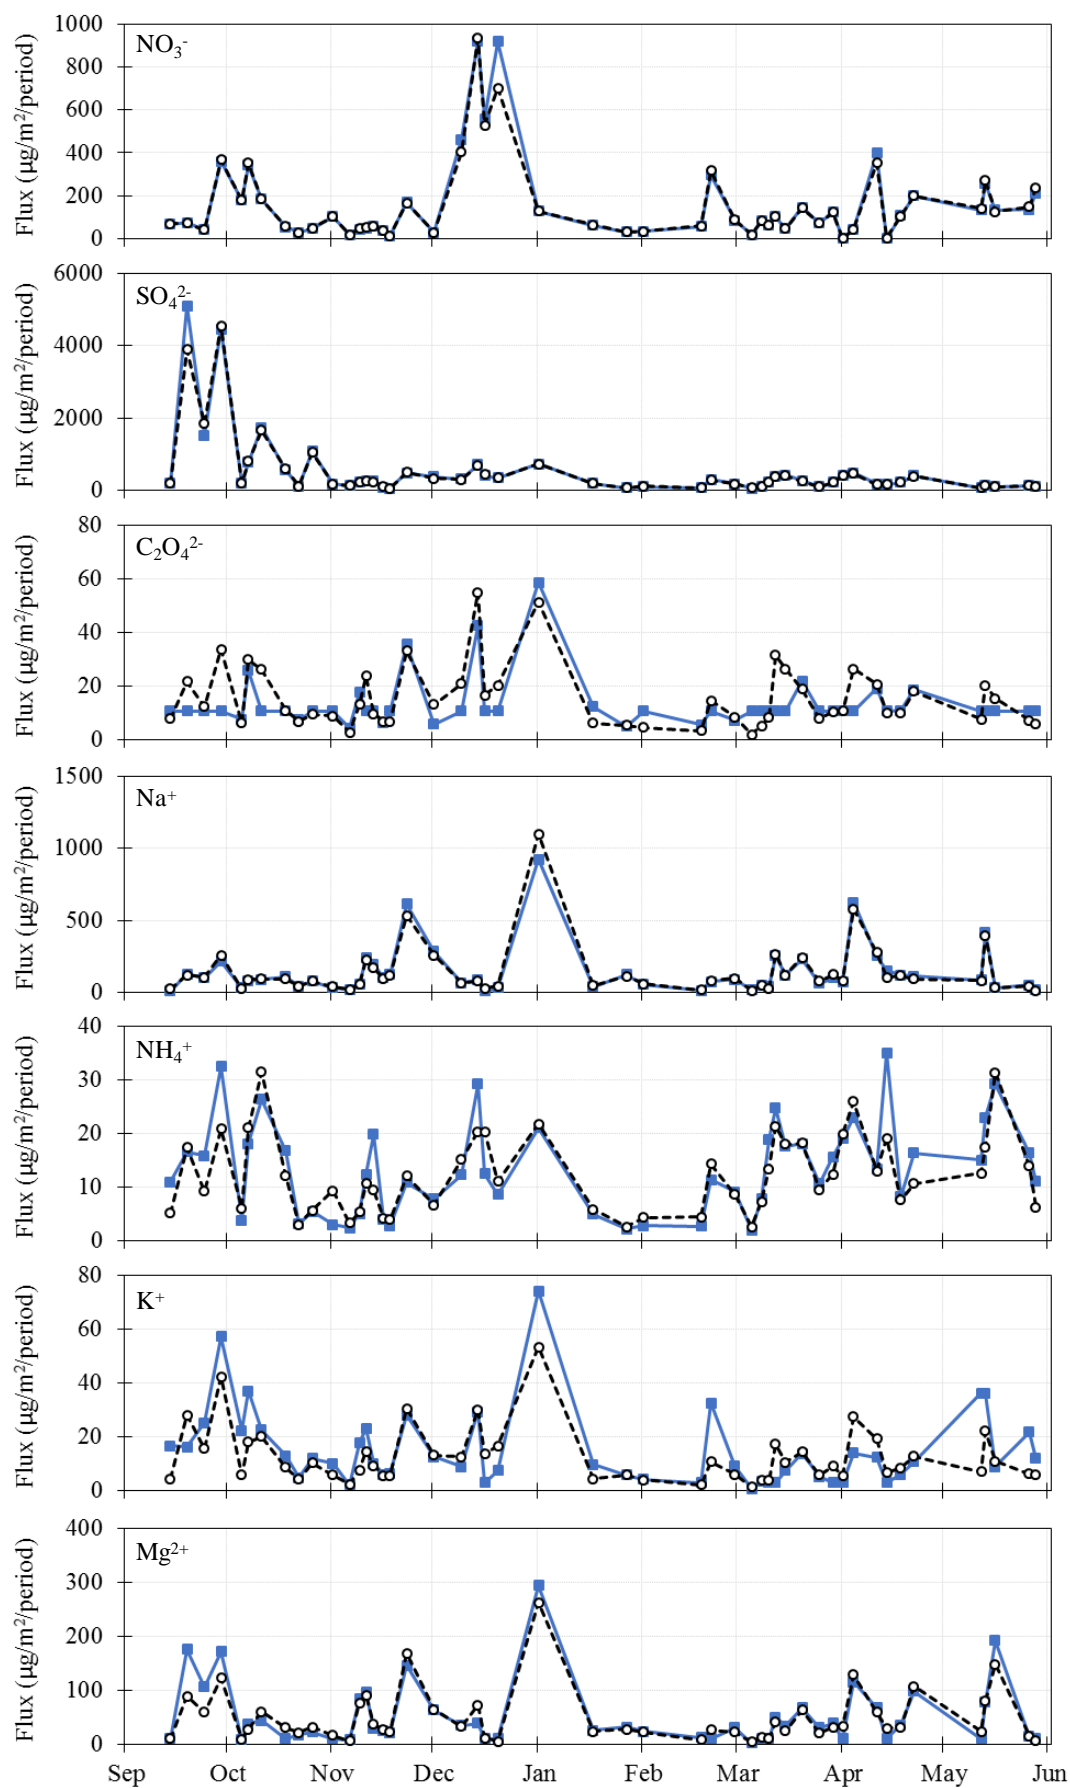 1000
800
600
400
200
0
Flux (µg/m²/period)
NO₃⁻
6000
4000
2000
0
Flux (µg/m²/period)
SO₄²⁻
80
60
40
20
0
Flux (µg/m²/period)
C₂O₄²⁻
1500
1000
500
0
Flux (µg/m²/period)
Na⁺
40
30
20
10
0
Flux (µg/m²/period)
NH₄⁺
80
60
40
20
0
Flux (µg/m²/period)
K⁺
400
300
200
100
0
Flux (µg/m²/period)
Mg²⁺
Sep Oct Nov Dec Jan Feb Mar Apr May Jun